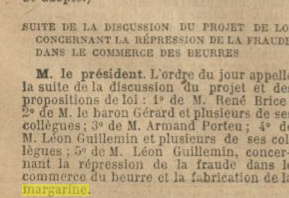 SUITE DE LA DISCUSSION DU PROJET DE LO
CONCERNANT LA RÉPRESSION DE LA FRAUDE
DANS LE COMMERCE DES BEURRES
M. le président. L'ordre du jour appelle
la suite de la discussion du projet et des
propositions de loi : 1° de M. René Brice
2° de M. le baron Gérard et plusieurs de ses
collègues ; 3° de M. Armand Porteu ; 4° de
M. Léon Guillemin et plusieurs de ses col
lègues ; 5° de M. Léon Guillemin, concer-
nant la répression de la fraude dans le
commerce du beurre et la fabrication de la
margarine.